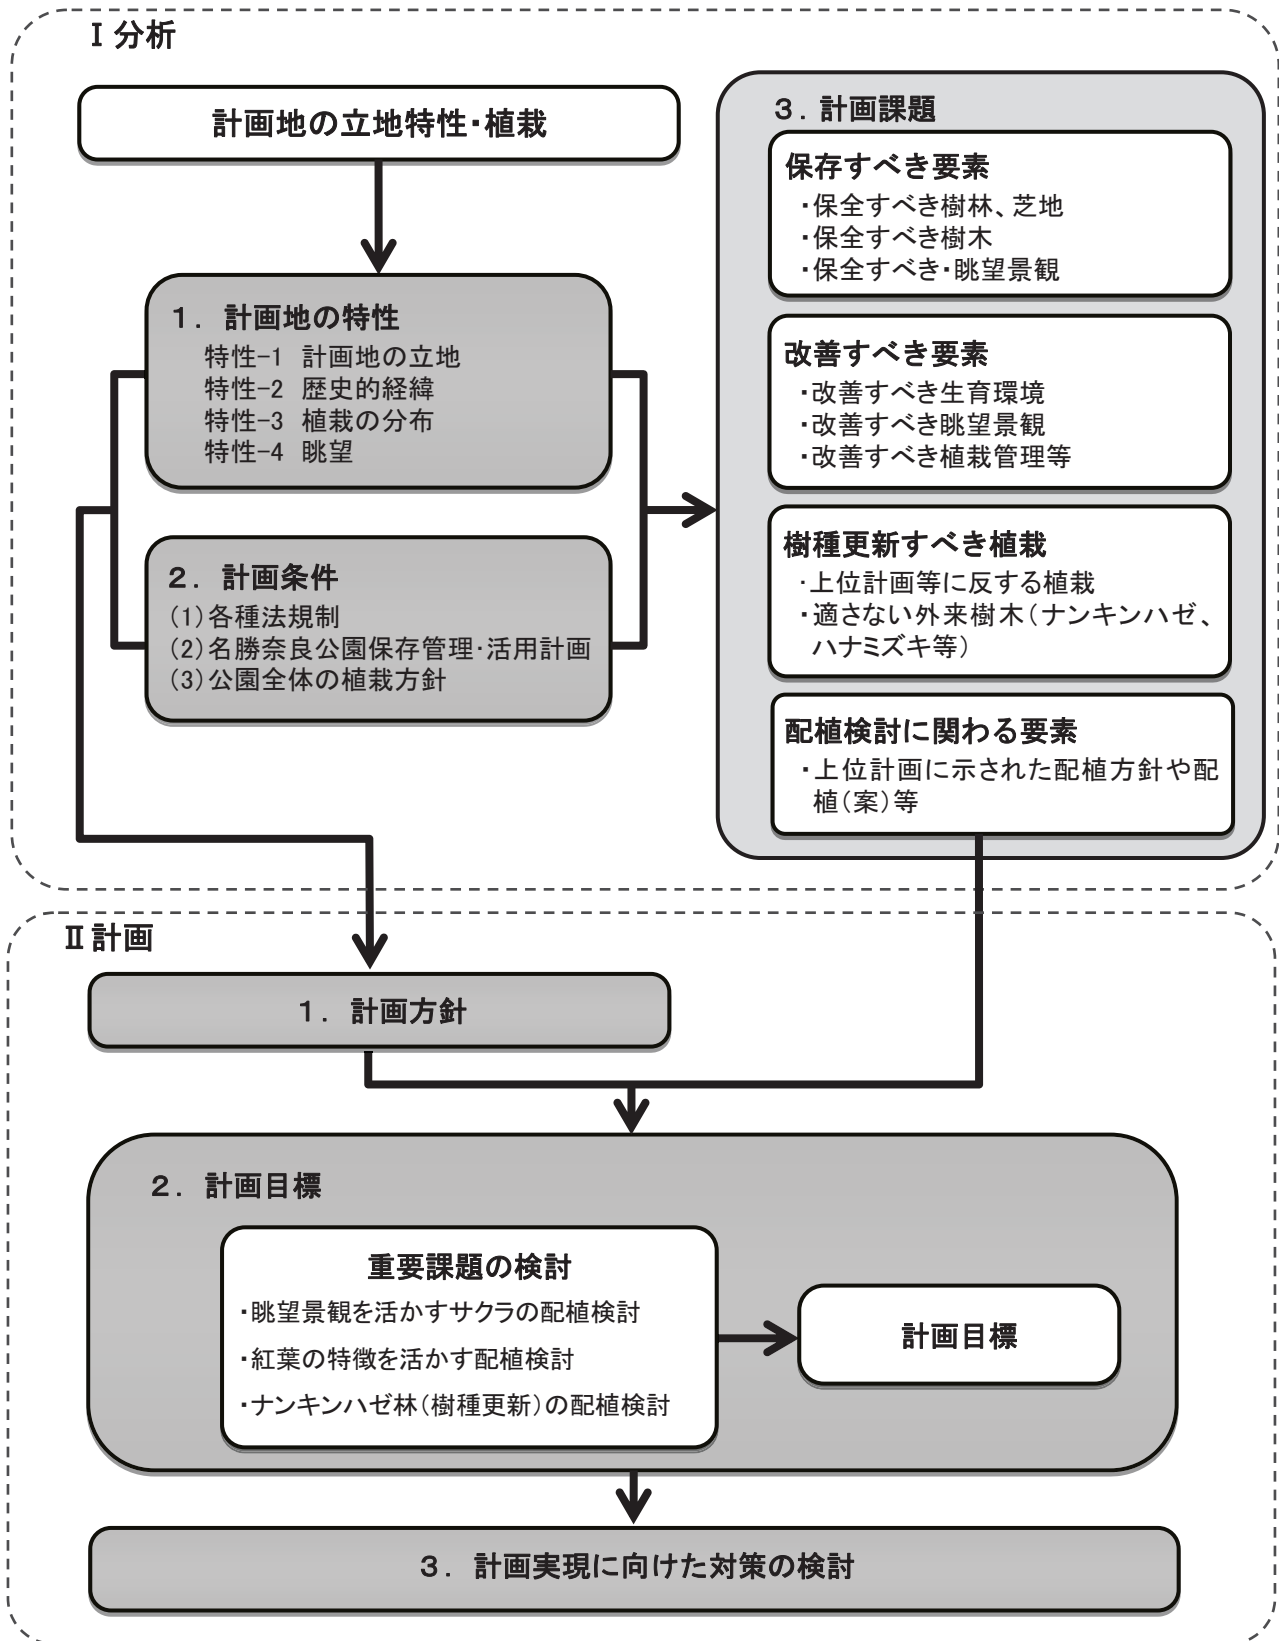 Ⅰ 分析
計画地の立地特性・植栽
1. 計画地の特性
特性-1 計画地の立地
特性-2 歴史的経緯
特性-3 植栽の分布
特性-4 眺望
2. 計画条件
(1)各種法規制
(2)名勝奈良公園保存管理・活用計画
(3)公園全体の植栽方針
3. 計画課題
保存すべき要素
・保全すべき樹林、芝地
・保全すべき樹木
・保全すべき・眺望景観
改善すべき要素
・改善すべき生育環境
・改善すべき眺望景観
・改善すべき植栽管理等
樹種更新すべき植栽
・上位計画等に反する植栽
・適さない外来樹木(ナンキンハゼ、
ハナミズキ等)
配植検討に関わる要素
・上位計画に示された配植方針や配
植(案)等
Ⅱ 計画
1. 計画方針
2. 計画目標
重要課題の検討
・眺望景観を活かすサクラの配植検討
・紅葉の特徴を活かす配植検討
・ナンキンハゼ林(樹種更新)の配植検討
計画目標
3. 計画実現に向けた対策の検討